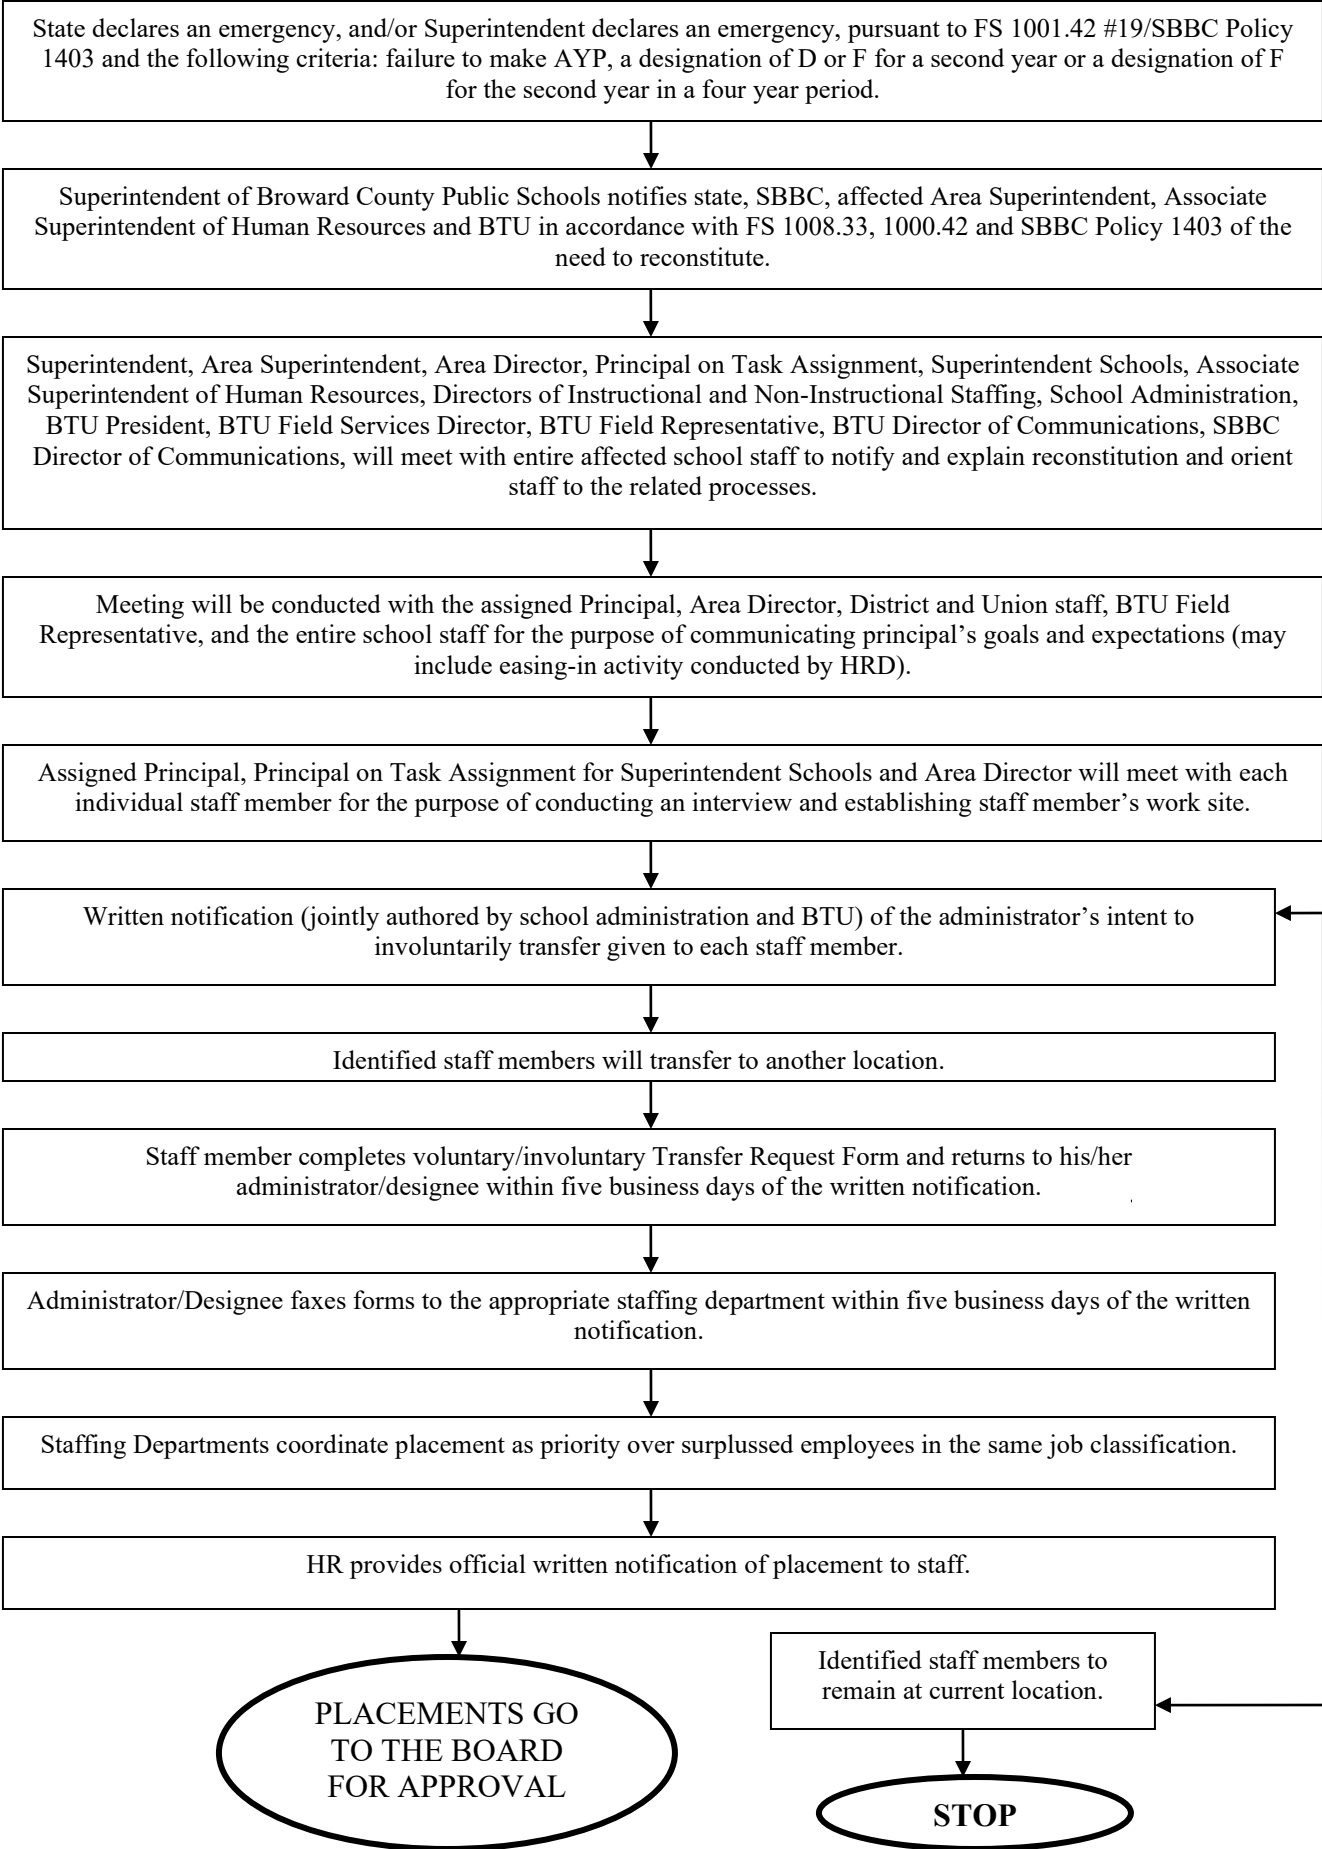 State declares an emergency, and/or Superintendent declares an emergency, pursuant to FS 1001.42 #19/SBBC Policy
1403 and the following criteria: failure to make AYP, a designation of D or F for a second year or a designation of F
for the second year in a four year period.
Superintendent of Broward County Public Schools notifies state, SBBC, affected Area Superintendent, Associate
Superintendent of Human Resources and BTU in accordance with FS 1008.33, 1000.42 and SBBC Policy 1403 of the
need to reconstitute.
Superintendent, Area Superintendent, Area Director, Principal on Task Assignment, Superintendent Schools, Associate
Superintendent of Human Resources, Directors of Instructional and Non-Instructional Staffing, School Administration,
BTU President, BTU Field Services Director, BTU Field Representative, BTU Director of Communications, SBBC
Director of Communications, will meet with entire affected school staff to notify and explain reconstitution and orient
staff to the related processes.
Meeting will be conducted with the assigned Principal, Area Director, District and Union staff, BTU Field
Representative, and the entire school staff for the purpose of communicating principal’s goals and expectations (may
include easing-in activity conducted by HRD).
Assigned Principal, Principal on Task Assignment for Superintendent Schools and Area Director will meet with each
individual staff member for the purpose of conducting an interview and establishing staff member’s work site.
Written notification (jointly authored by school administration and BTU) of the administrator’s intent to
involuntarily transfer given to each staff member.
Identified staff members will transfer to another location.
Staff member completes voluntary/involuntary Transfer Request Form and returns to his/her
administrator/designee within five business days of the written notification.
Administrator/Designee faxes forms to the appropriate staffing department within five business days of the written
notification.
Staffing Departments coordinate placement as priority over surplussed employees in the same job classification.
HR provides official written notification of placement to staff.
Identified staff members to
remain at current location.
PLACEMENTS GO
TO THE BOARD
FOR APPROVAL
STOP